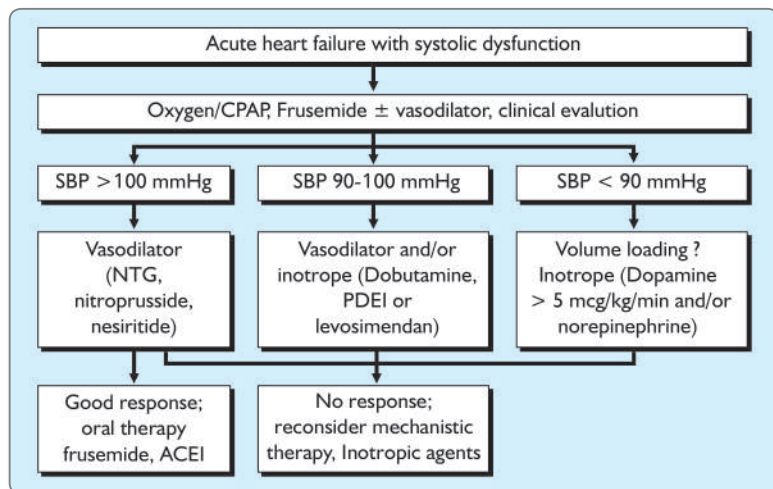 Acute heart failure with systolic dysfunction
Oxygen/CPAP, Frusemide ± vasodilator, clinical evalution
SBP >100 mmHg
SBP 90-100 mmHg
SBP < 90 mmHg
Vasodilator
(NTG,
nitroprusside,
nesiritide)
Vasodilator and/or
inotrope (Dobutamine,
PDEI or
levosimendan)
Volume loading ?
Inotrope (Dopamine
> 5 mcg/kg/min and/or
norepinephrine)
Good response;
oral therapy
frusemide, ACEI
No response;
reconsider mechanistic
therapy, Inotropic agents